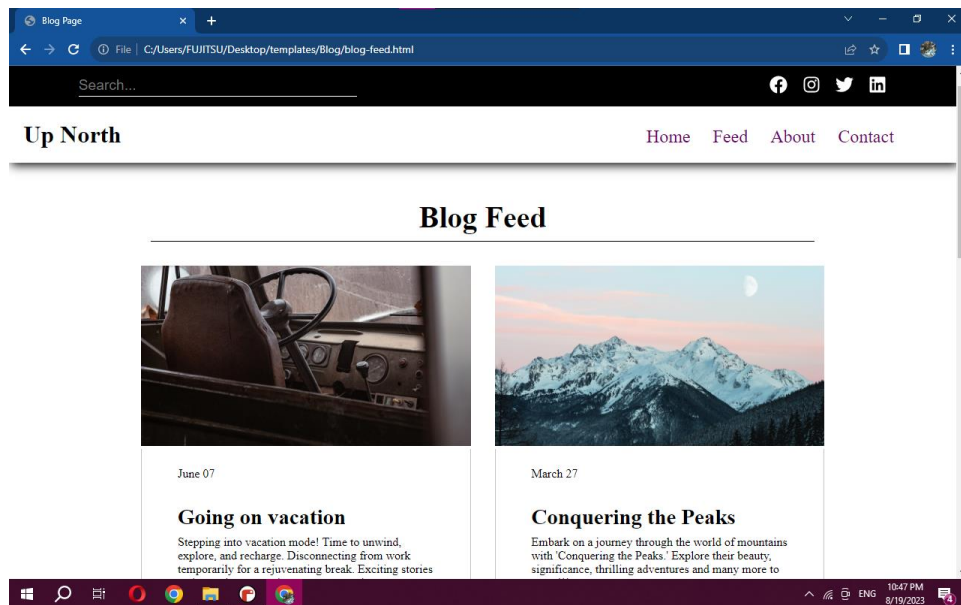 Blog Page
File
C:/Users/FUJITSU/Desktop/templates/Blog/blog-feed.html
Search...
Up North
Home Feed About Contact
Blog Feed
June 07
Going on vacation
Stepping into vacation mode! Time to unwind,
explore, and recharge. Disconnecting from work
temporarily for a rejuvenating break. Exciting stories
March 27
Conquering the Peaks
Embark on a journey through the world of mountains
with 'Conquering the Peaks.' Explore their beauty,
significance, thrilling adventures and many more to
ENG
10:47 PM
8/19/2023
4